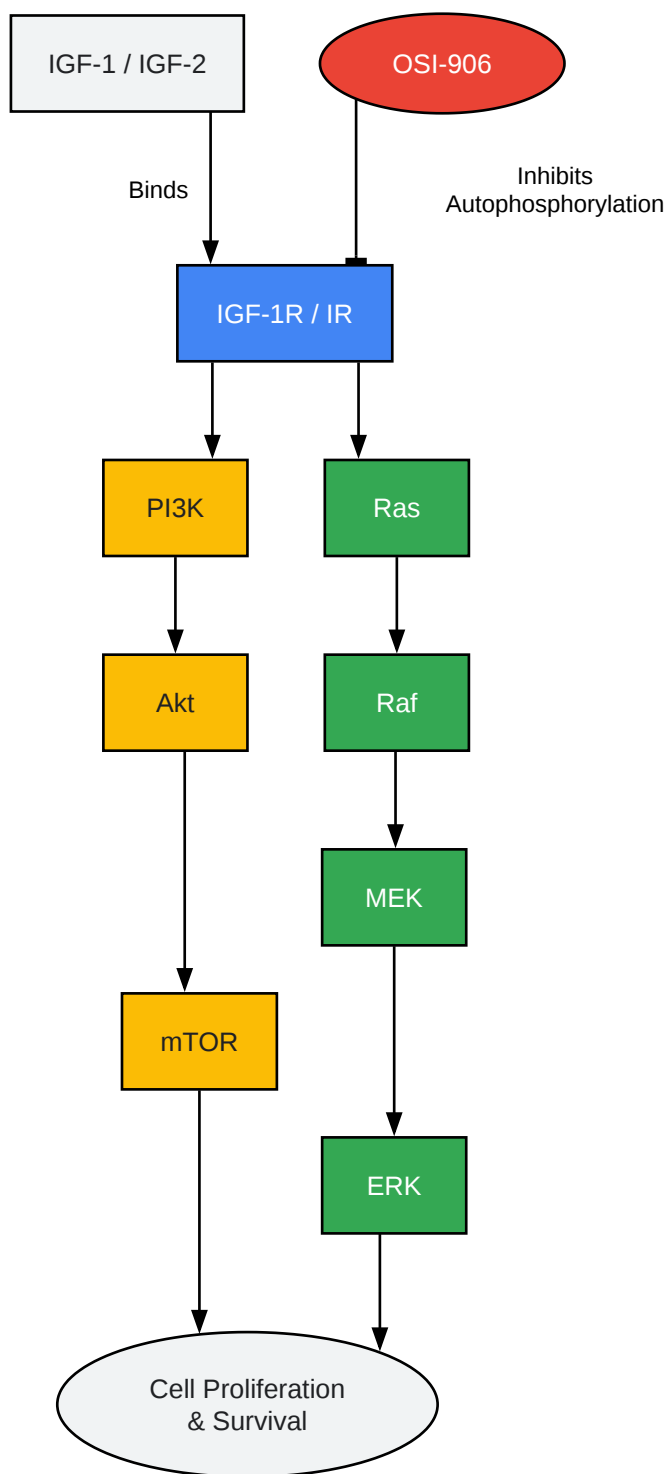 IGF-1 / IGF-2
OSI-906
Binds
Inhibits
Autophosphorylation
IGF-1R / IR
PI3K
Ras
Akt
Raf
MEK
mTOR
ERK
Cell Proliferation
& Survival